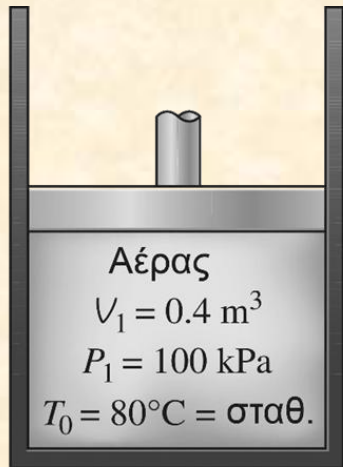 Αέρας
V₁ = 0.4 m³
P₁ = 100 kPa
T₀ = 80°C = σταθ.